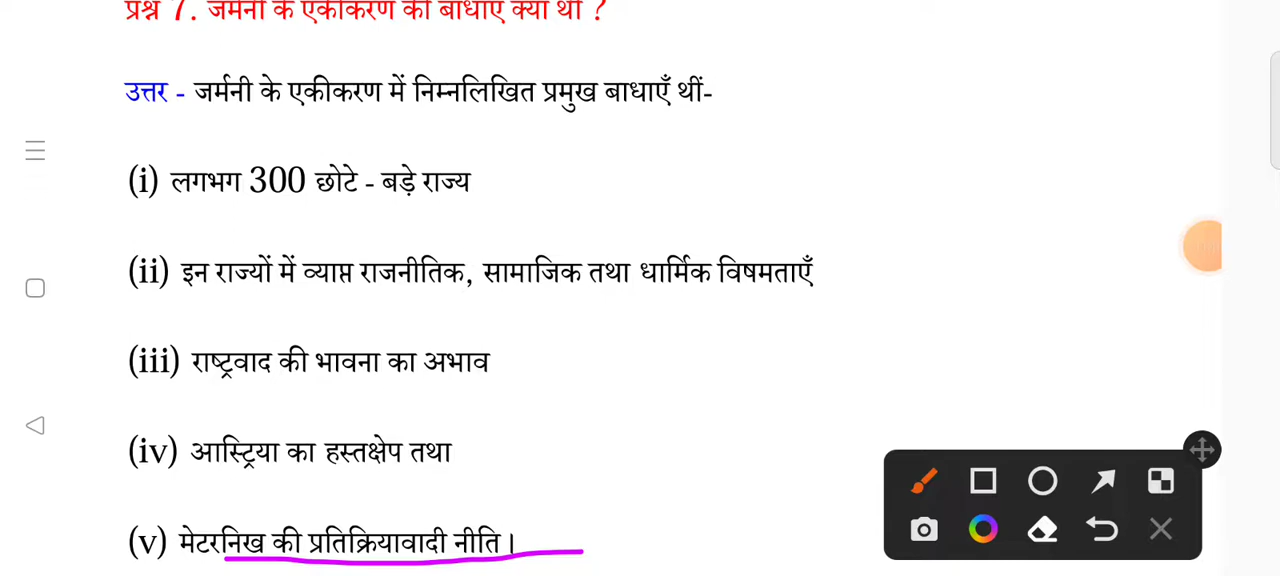 प्रश्न 7. जर्मनी के एकीकरण की बाधाएँ क्या थीं ?
उत्तर - जर्मनी के एकीकरण में निम्नलिखित प्रमुख बाधाएँ थीं-
(i) लगभग 300 छोटे - बड़े राज्य
(ii) इन राज्यों में व्याप्त राजनीतिक, सामाजिक तथा धार्मिक विषमताएँ
(iii) राष्ट्रवाद की भावना का अभाव
(iv) आस्ट्रिया का हस्तक्षेप तथा
(v) मेटरनिख की प्रतिक्रियावादी नीति।